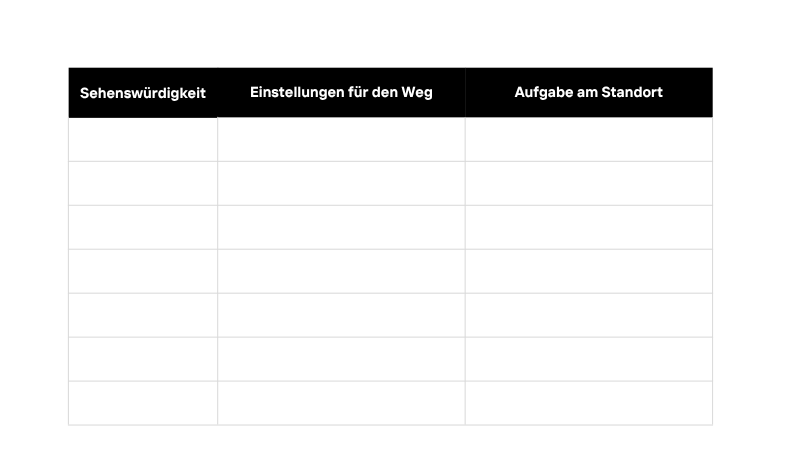 Sehenswürdigkeit
Einstellungen für den Weg
Aufgabe am Standort